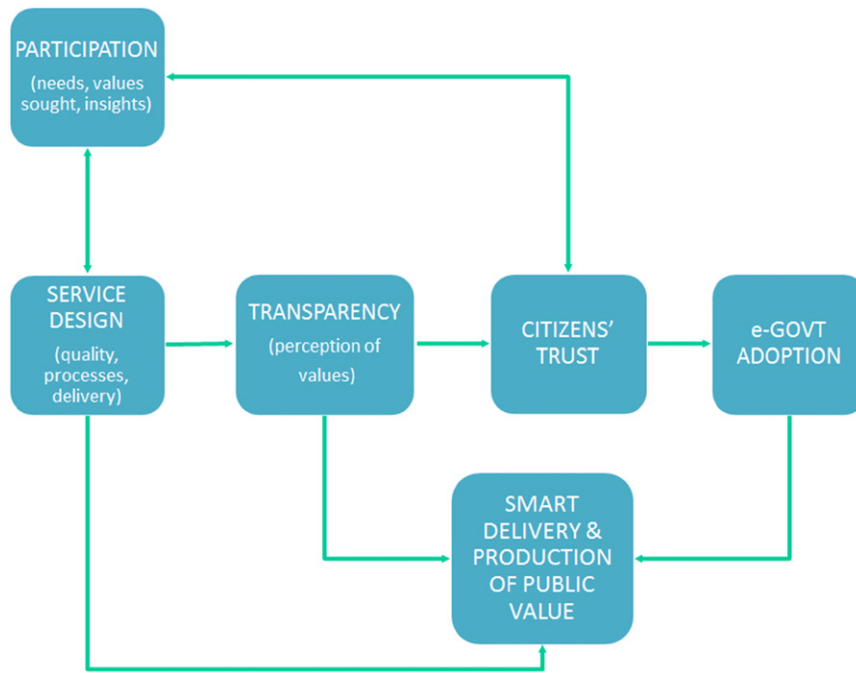 PARTICIPATION
(needs, values
sought, insights)
SERVICE
DESIGN
(quality,
processes,
delivery)
TRANSPARENCY
(perception of
values)
CITIZENS’
TRUST
e-GOVT
ADOPTION
SMART
DELIVERY &
PRODUCTION
OF PUBLIC
VALUE